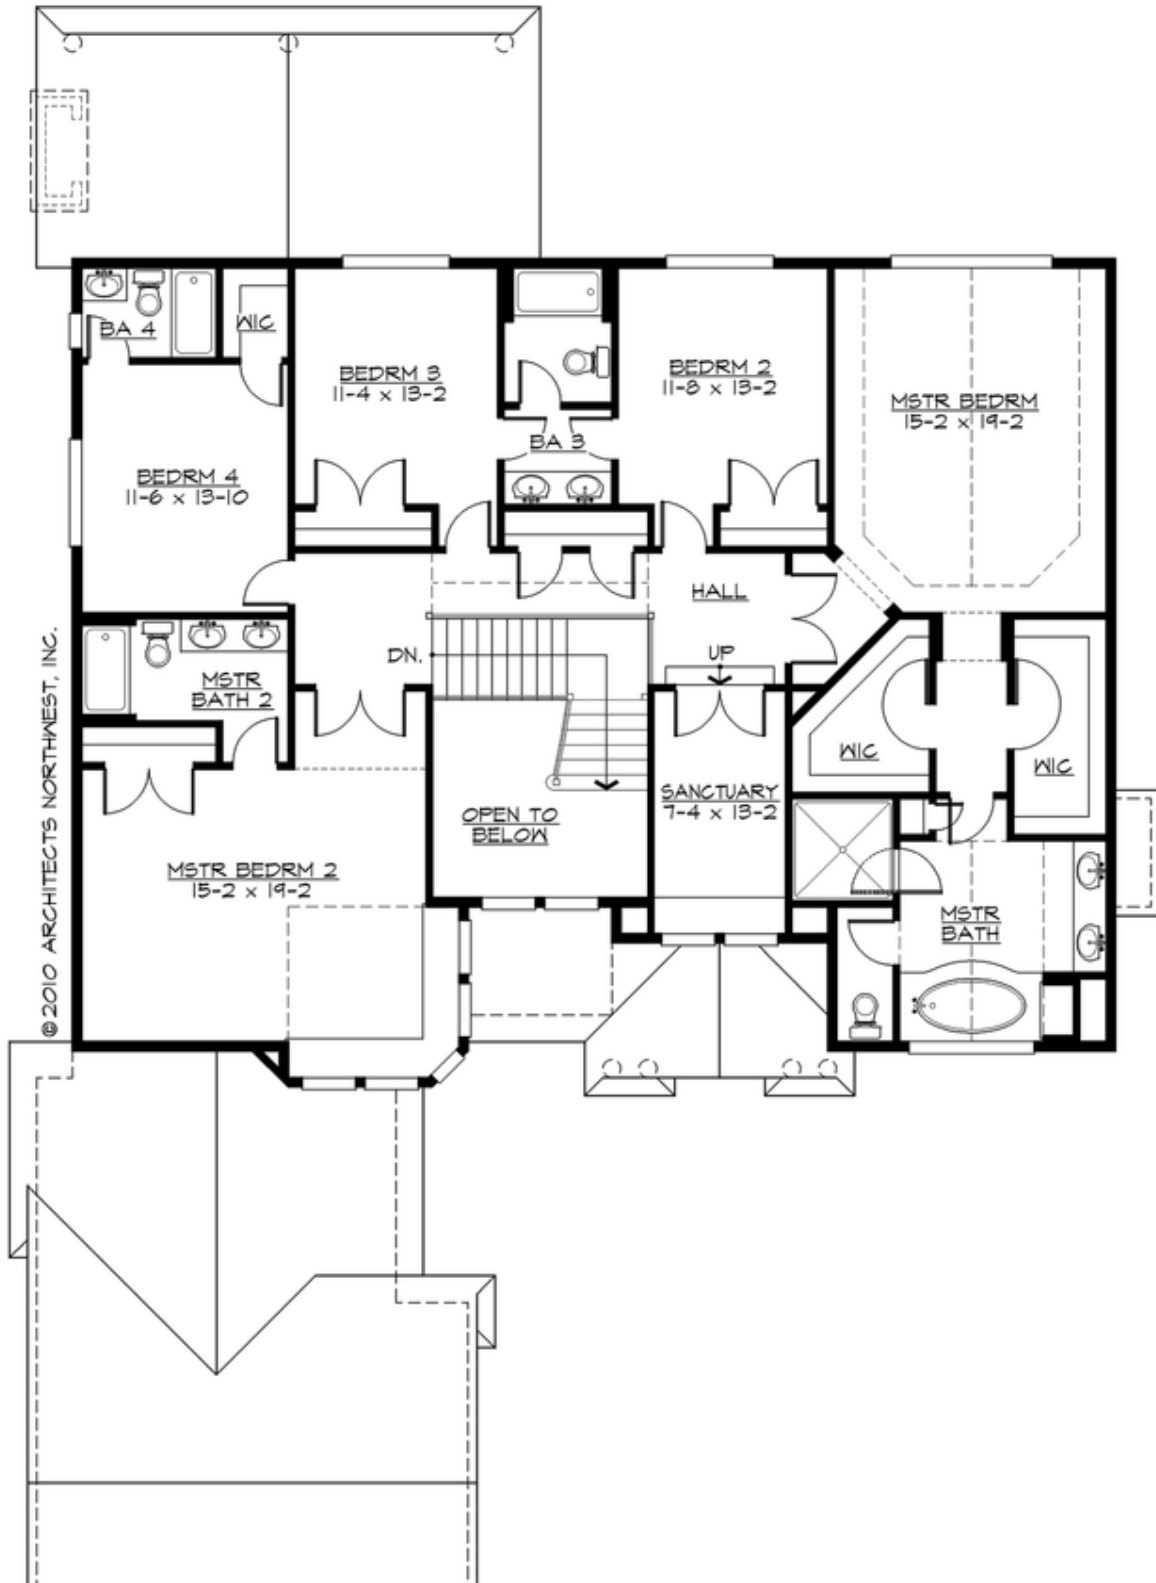 BA 4
WIC
BEDRM 3
11-4 x 13-2
BEDRM 2
11-8 x 13-2
MSTR BEDRM
15-2 x 19-2
BA 3
BEDRM 4
11-6 x 13-10
HALL
DN.
UP
MSTR
BATH 2
WIC
WIC
SANCTUARY
7-4 x 13-2
OPEN TO
BELOW
MSTR BEDRM 2
15-2 x 19-2
MSTR
BATH
©2010 ARCHITECTS NORTHWEST, INC.